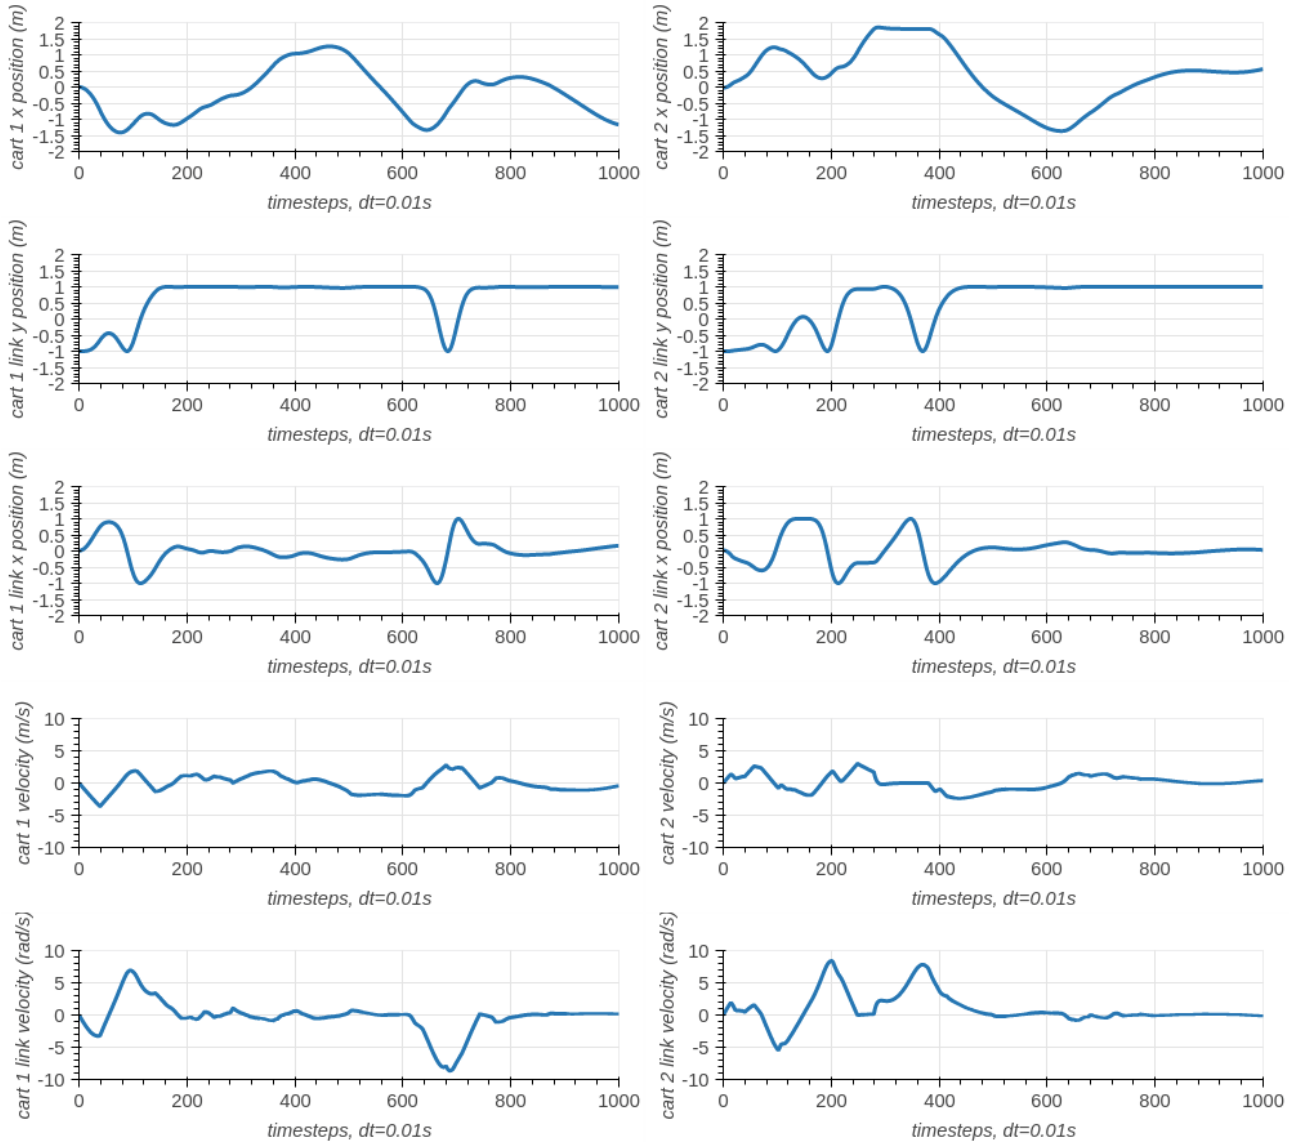 cart 1 x position (m)
2
1.5
1
0.5
0
-0.5
-1
-1.5
-2
0 200 400 600 800 1000
timesteps, dt=0.01s
cart 2 x position (m)
2
1.5
1
0.5
0
-0.5
-1
-1.5
-2
0 200 400 600 800 1000
timesteps, dt=0.01s
cart 1 link y position (m)
2
1.5
1
0.5
0
-0.5
-1
-1.5
-2
0 200 400 600 800 1000
timesteps, dt=0.01s
cart 2 link y position (m)
2
1.5
1
0.5
0
-0.5
-1
-1.5
-2
0 200 400 600 800 1000
timesteps, dt=0.01s
cart 1 link x position (m)
2
1.5
1
0.5
0
-0.5
-1
-1.5
-2
0 200 400 600 800 1000
timesteps, dt=0.01s
cart 2 link x position (m)
2
1.5
1
0.5
0
-0.5
-1
-1.5
-2
0 200 400 600 800 1000
timesteps, dt=0.01s
cart 1 velocity (m/s)
10
5
0
-5
-10
0 200 400 600 800 1000
timesteps, dt=0.01s
cart 2 velocity (m/s)
10
5
0
-5
-10
0 200 400 600 800 1000
timesteps, dt=0.01s
cart 1 link velocity (rad/s)
10
5
0
-5
-10
0 200 400 600 800 1000
timesteps, dt=0.01s
cart 2 link velocity (rad/s)
10
5
0
-5
-10
0 200 400 600 800 1000
timesteps, dt=0.01s